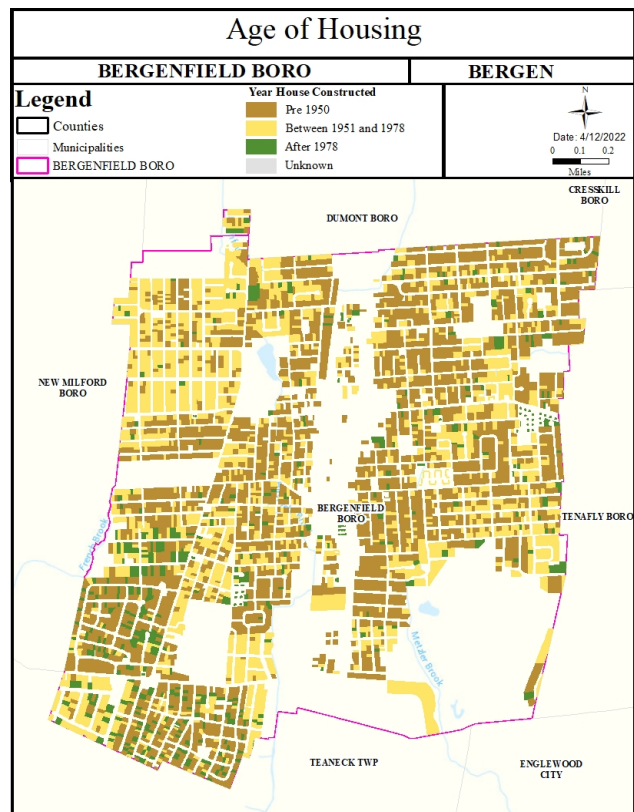 Age of Housing
BERGENFIELD BORO
BERGEN
Legend
Counties
Municipalities
BERGENFIELD BORO
Year House Constructed
Pre 1950
Between 1951 and 1978
After 1978
Unknown
N
Date: 4/12/2022
0 0.1 0.2
Miles
CRESSKILL
BORO
DUMONT BORO
NEW MILFORD
BORO
BERGENFIELD
BORO
TENAFLY BORO
French Brook
Metzler Brook
TEANECK TWP
ENGLEWOOD
CITY